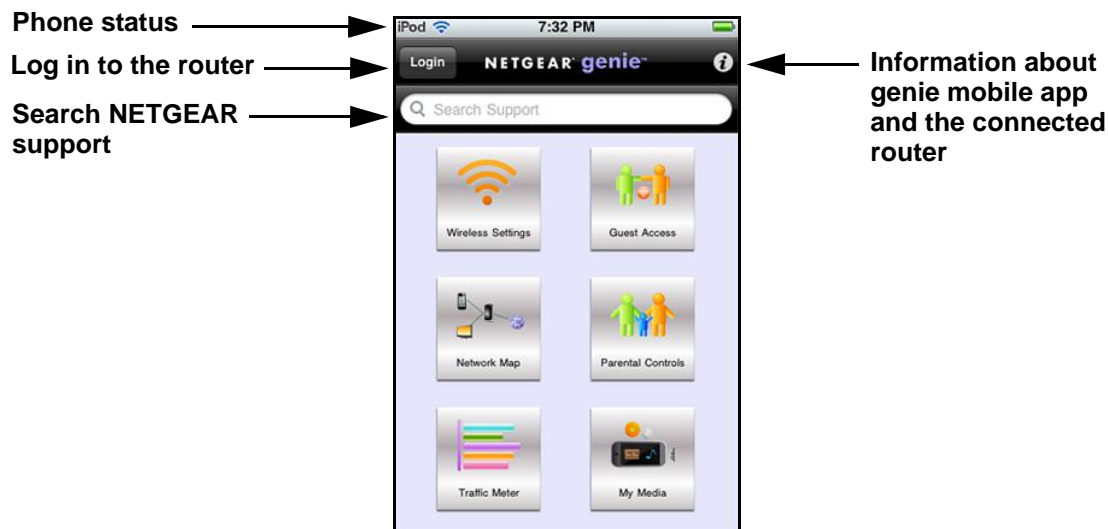 Phone status
Log in to the router
Search NETGEAR
support
iPod 7:32 PM
Login NETGEAR® genie™
Search Support
Information about
genie mobile app
and the connected
router
Wireless Settings Guest Access
Network Map Parental Controls
Traffic Meter My Media